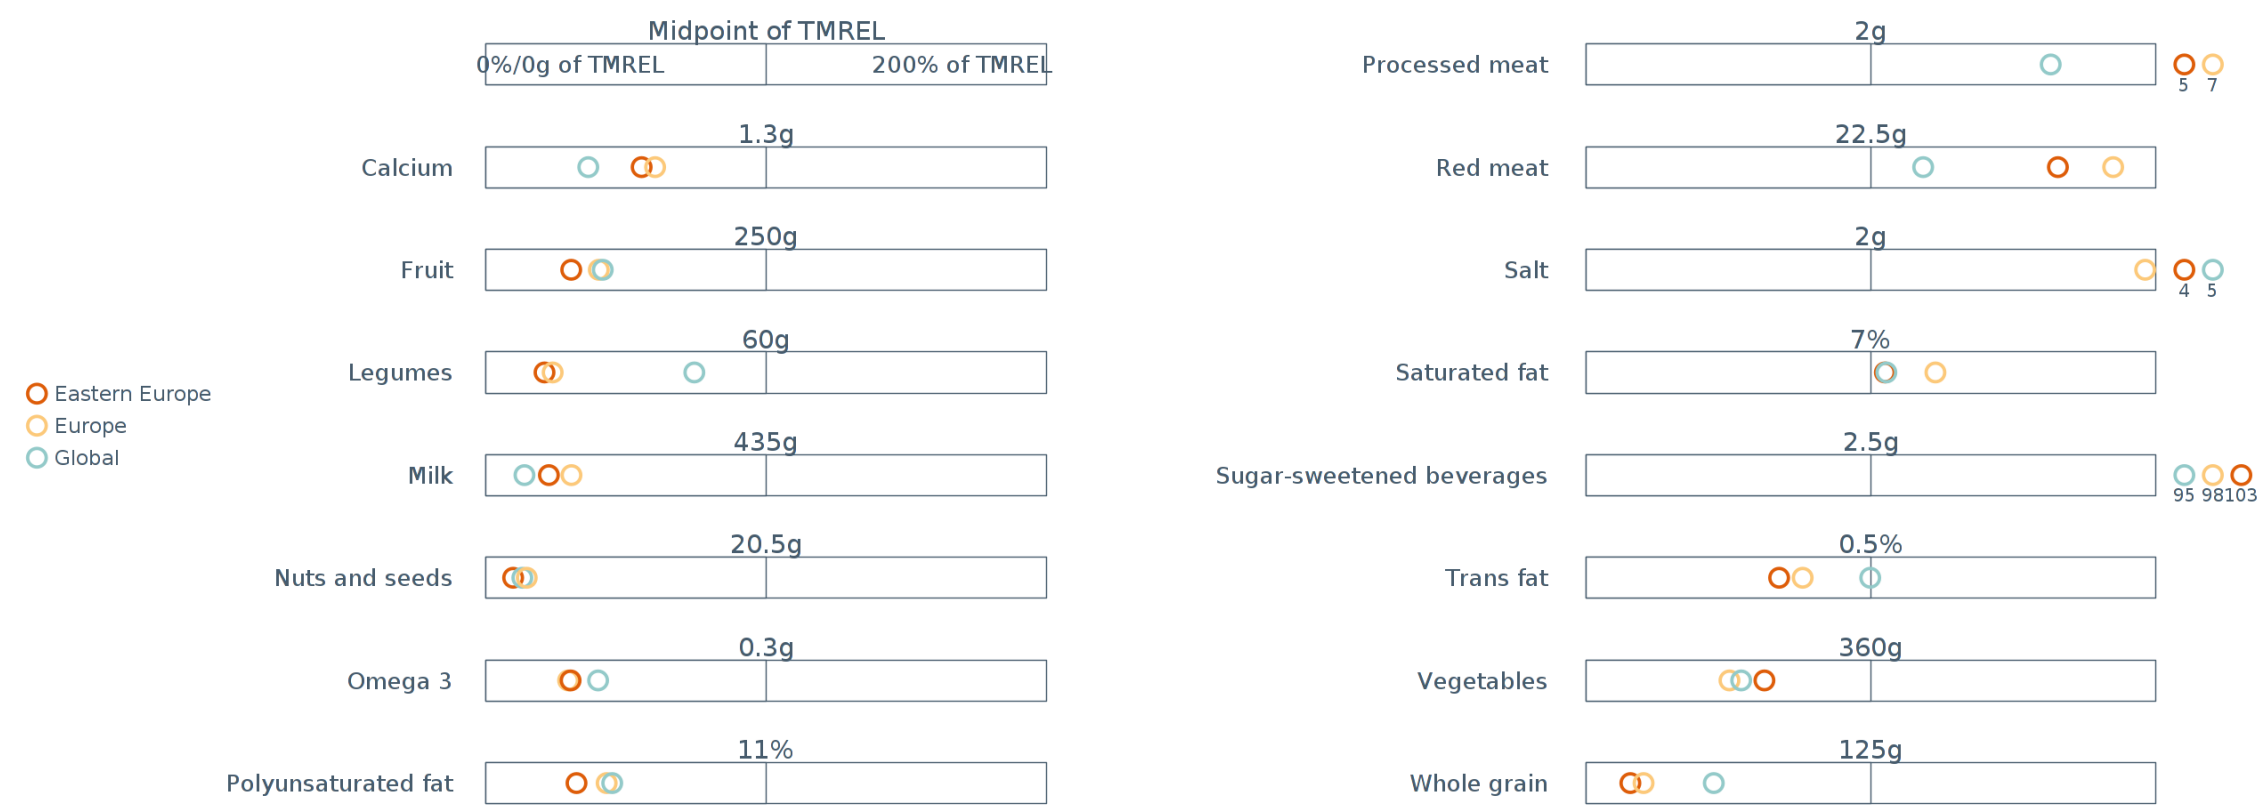 Midpoint of TMREL
0%/0g of TMREL 200% of TMREL
1.3g
Calcium
250g
Fruit
60g
Legumes
435g
Milk
20.5g
Nuts and seeds
0.3g
Omega 3
11%
Polyunsaturated fat
Eastern Europe
Europe
Global
2g
Processed meat
5 7
22.5g
Red meat
2g
Salt
4 5
7%
Saturated fat
2.5g
Sugar-sweetened beverages
95 98 103
0.5%
Trans fat
360g
Vegetables
125g
Whole grain